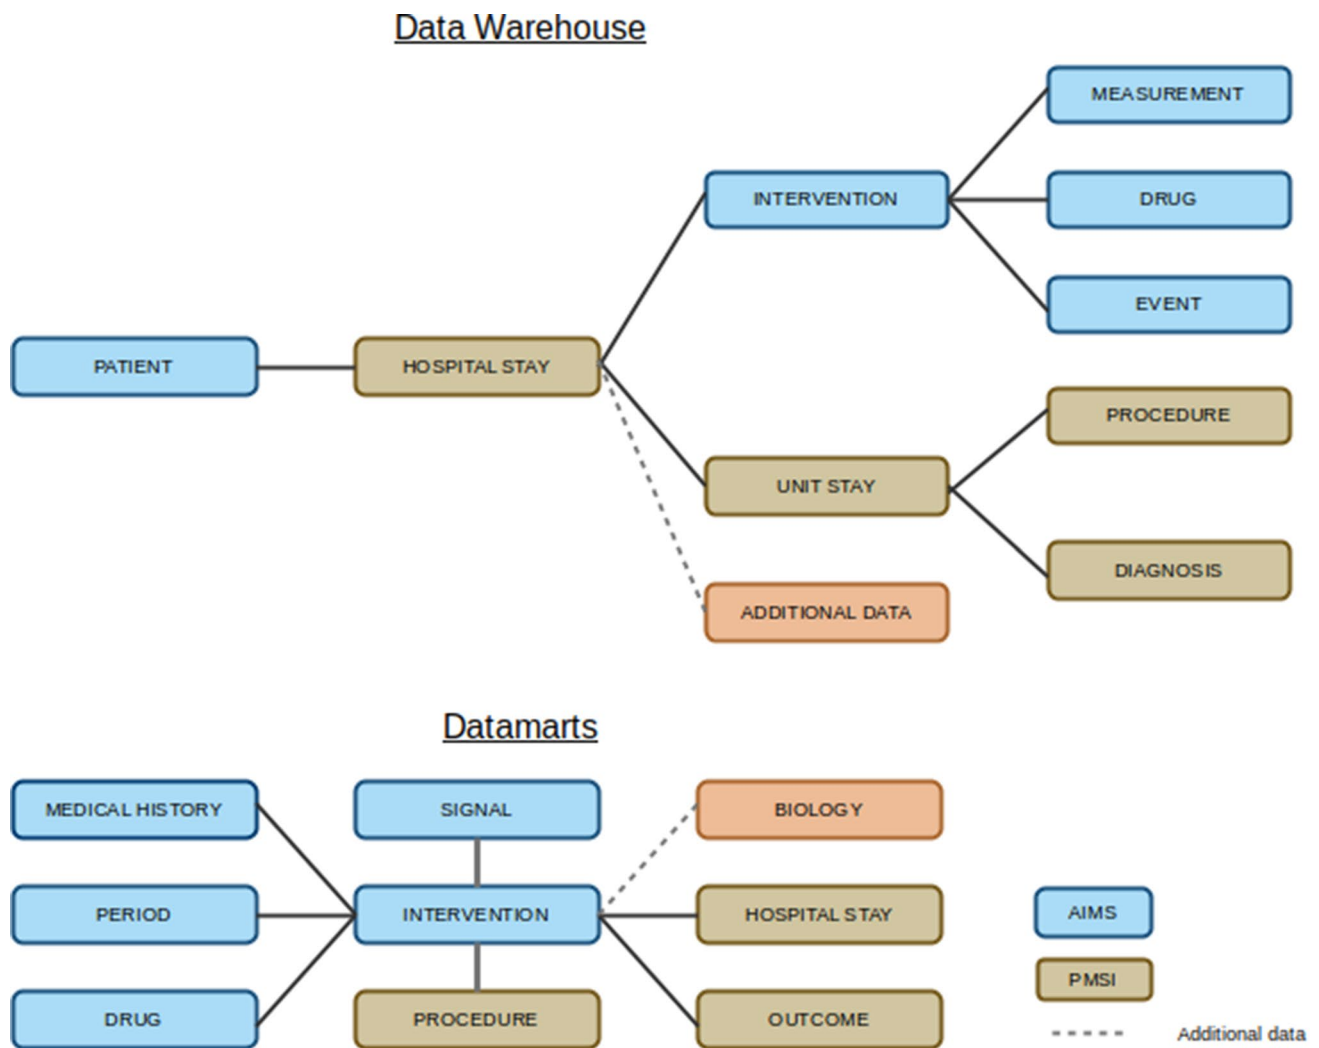 Data Warehouse
MEASUREMENT
INTERVENTION
DRUG
EVENT
PATIENT
HOSPITAL STAY
PROCEDURE
UNIT STAY
DIAGNOSIS
ADDITIONAL DATA
Datamarts
MEDICAL HISTORY
SIGNAL
BIOLOGY
PERIOD
INTERVENTION
HOSPITAL STAY
AIMS
PMSI
DRUG
PROCEDURE
OUTCOME
Additional data